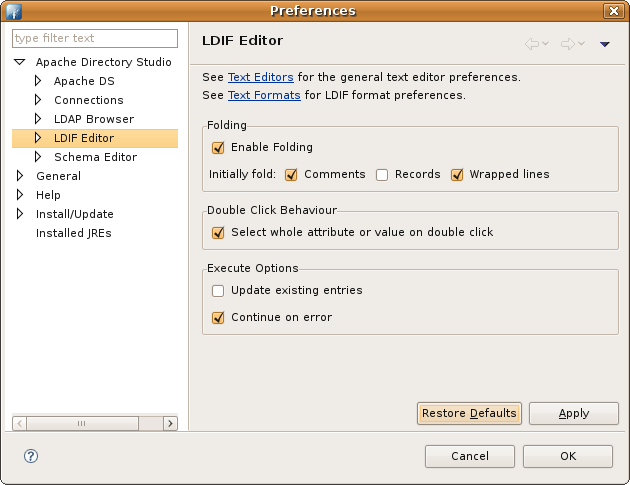 Preferences
type filter text
Apache Directory Studio
Apache DS
Connections
LDAP Browser
LDIF Editor
Schema Editor
General
Help
Install/Update
Installed JREs
LDIF Editor
See Text Editors for the general text editor preferences.
See Text Formats for LDIF format preferences.
Folding
Enable Folding
Initially fold: Comments Records Wrapped lines
Double Click Behaviour
Select whole attribute or value on double click
Execute Options
Update existing entries
Continue on error
Restore Defaults Apply
? Cancel OK